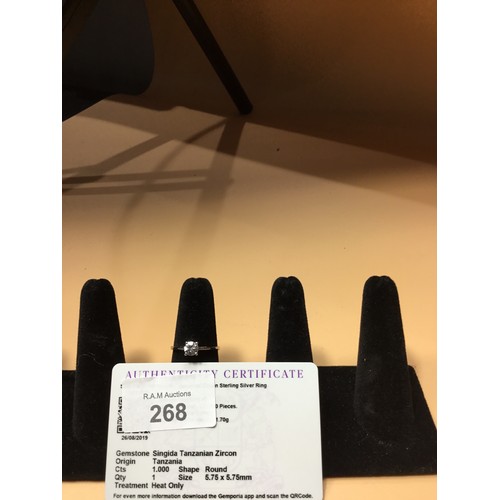 AUTHENTICITY CERTIFICATE
Sterling Silver Ring
R.A.M Auctions
268
Pieces.
.70g
26/08/2019
Gemstone Singida Tanzanian Zircon
Origin Tanzania
Cts 1.000 Shape Round
Qty Size 5.75 x 5.75mm
Treatment Heat Only
For even more information download the Gemporia app and scan the QRCode.